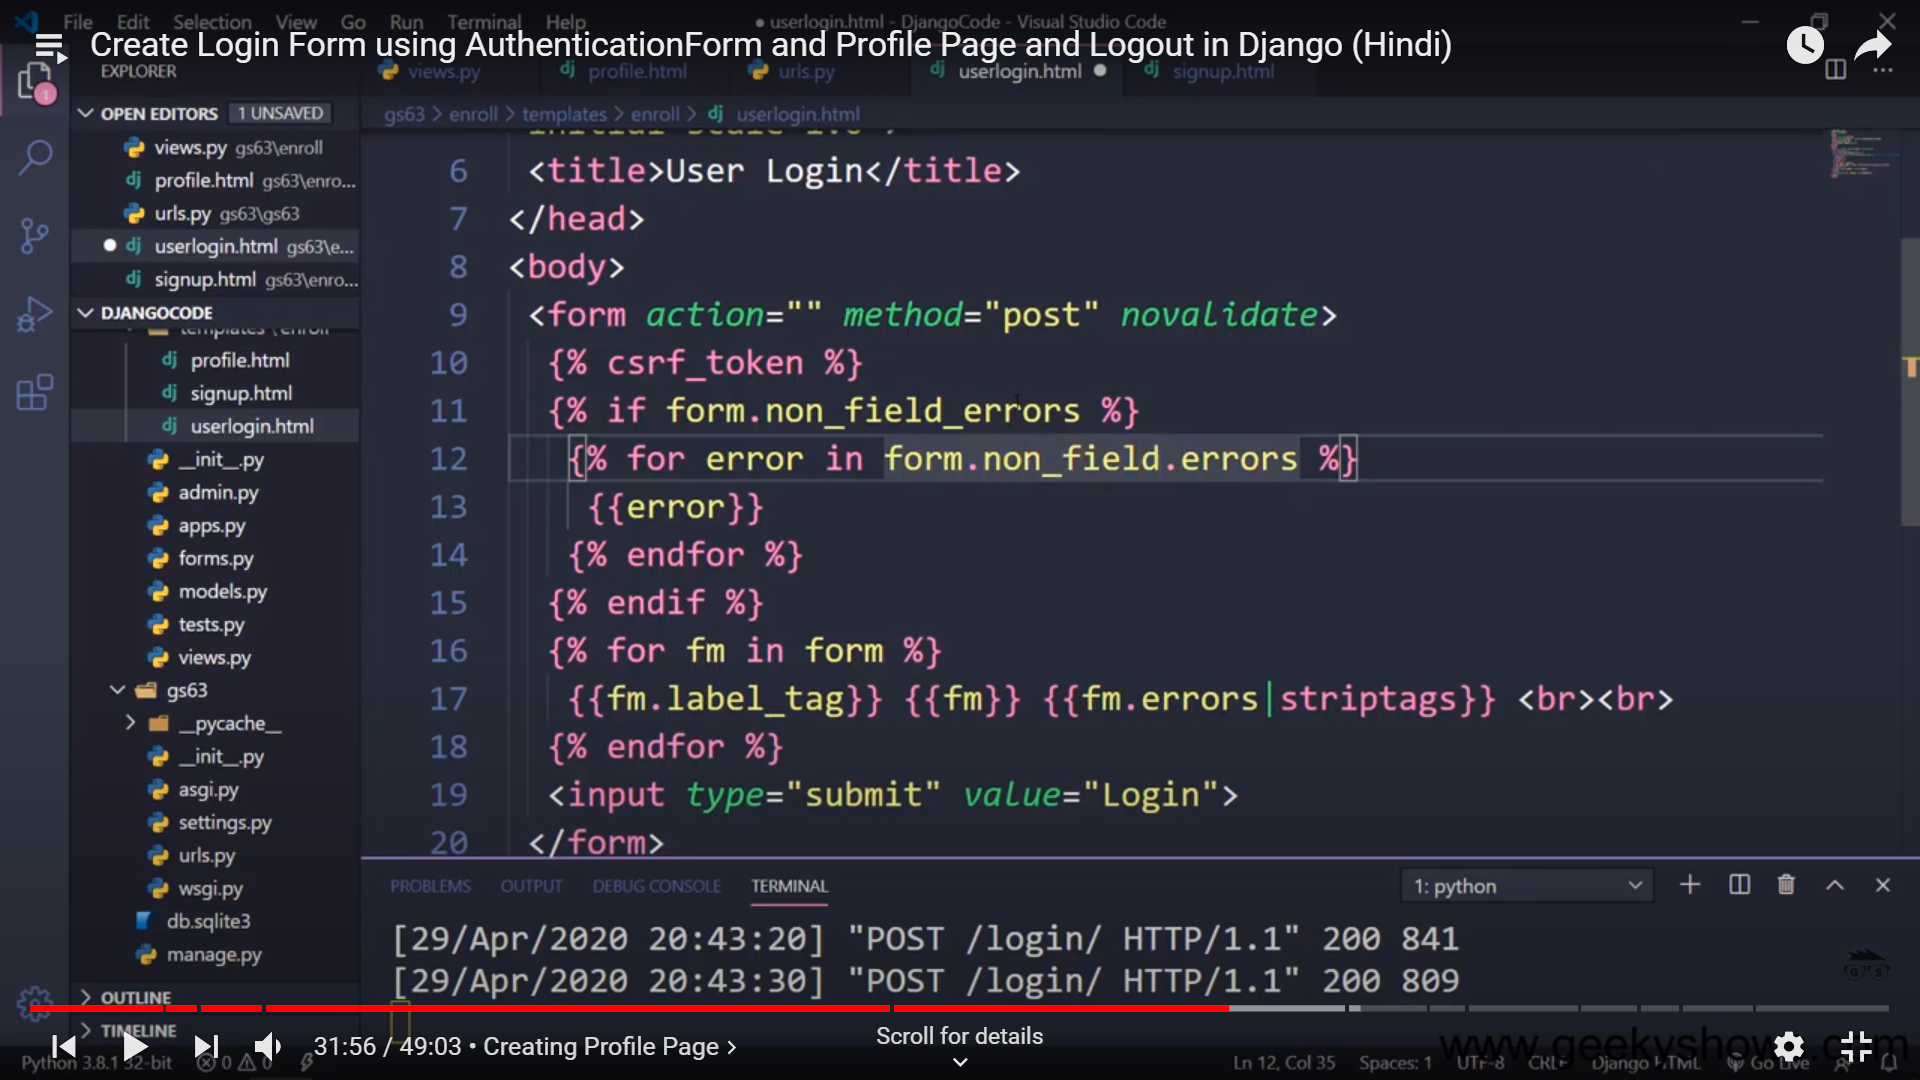 File Edit Selection View Go Run Terminal Help
● userlogin.html - DjangoCode - Visual Studio Code
Create Login Form using AuthenticationForm and Profile Page and Logout in Django (Hindi)
EXPLORER
1
views.py profile.html urls.py userlogin.html ● signup.html
OPEN EDITORS 1 UNSAVED
views.py gs63\enroll
profile.html gs63\enro...
urls.py gs63\gs63
userlogin.html gs63\e...
signup.html gs63\enro...
DJANGOCODE
templates \enroll
profile.html
signup.html
userlogin.html
__init__.py
admin.py
apps.py
forms.py
models.py
tests.py
views.py
gs63
__pycache__
__init__.py
asgi.py
settings.py
urls.py
wsgi.py
db.sqlite3
manage.py
OUTLINE
TIMELINE
gs63 > enroll > templates > enroll > userlogin.html
initial-scale=1.0">
6 <title>User Login</title>
7 </head>
8 <body>
9 <form action="" method="post" novalidate>
10 {% csrf_token %}
11 {% if form.non_field_errors %}
12 {% for error in form.non_field.errors %}
13 {{error}}
14 {% endfor %}
15 {% endif %}
16 {% for fm in form %}
17 {{fm.label_tag}} {{fm}} {{fm.errors|striptags}} <br><br>
18 {% endfor %}
19 <input type="submit" value="Login">
20 </form>
PROBLEMS OUTPUT DEBUG CONSOLE TERMINAL 1: python
[29/Apr/2020 20:43:20] "POST /login/ HTTP/1.1" 200 841
[29/Apr/2020 20:43:30] "POST /login/ HTTP/1.1" 200 809
31:56 / 49:03 • Creating Profile Page >
Scroll for details
Python 3.8.1 32-bit 0 0
Ln 12, Col 35 Spaces: 1 UTF-8 CRLF Django HTML Go Live